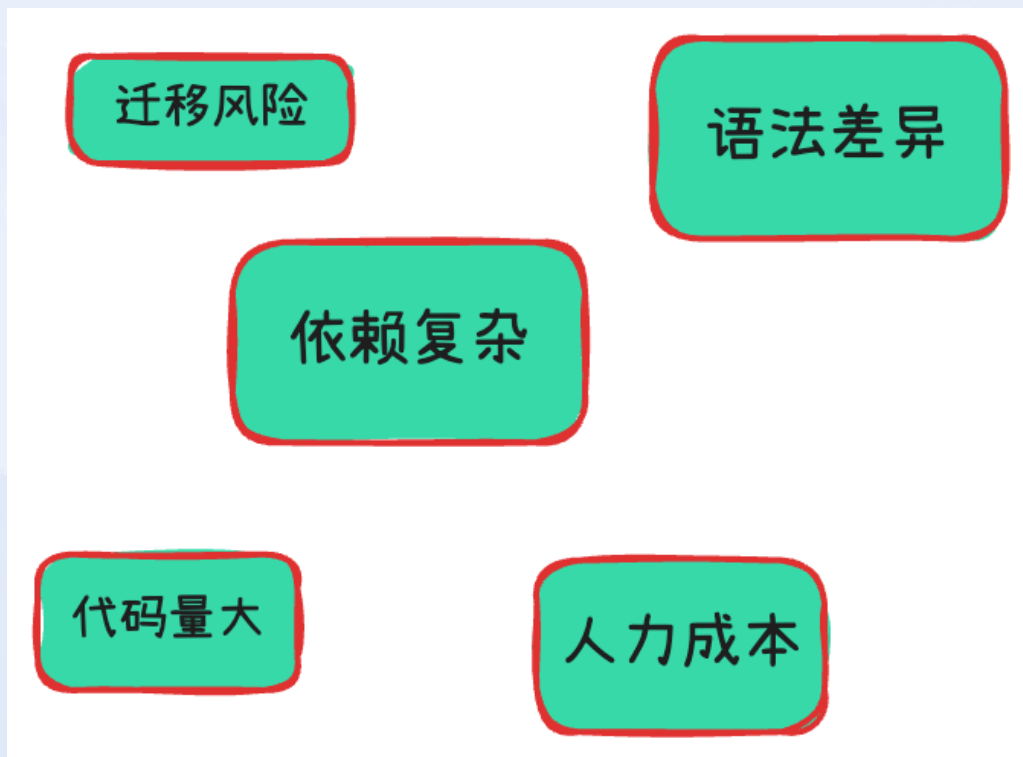 迁移风险
语法差异
依赖复杂
代码量大
人力成本